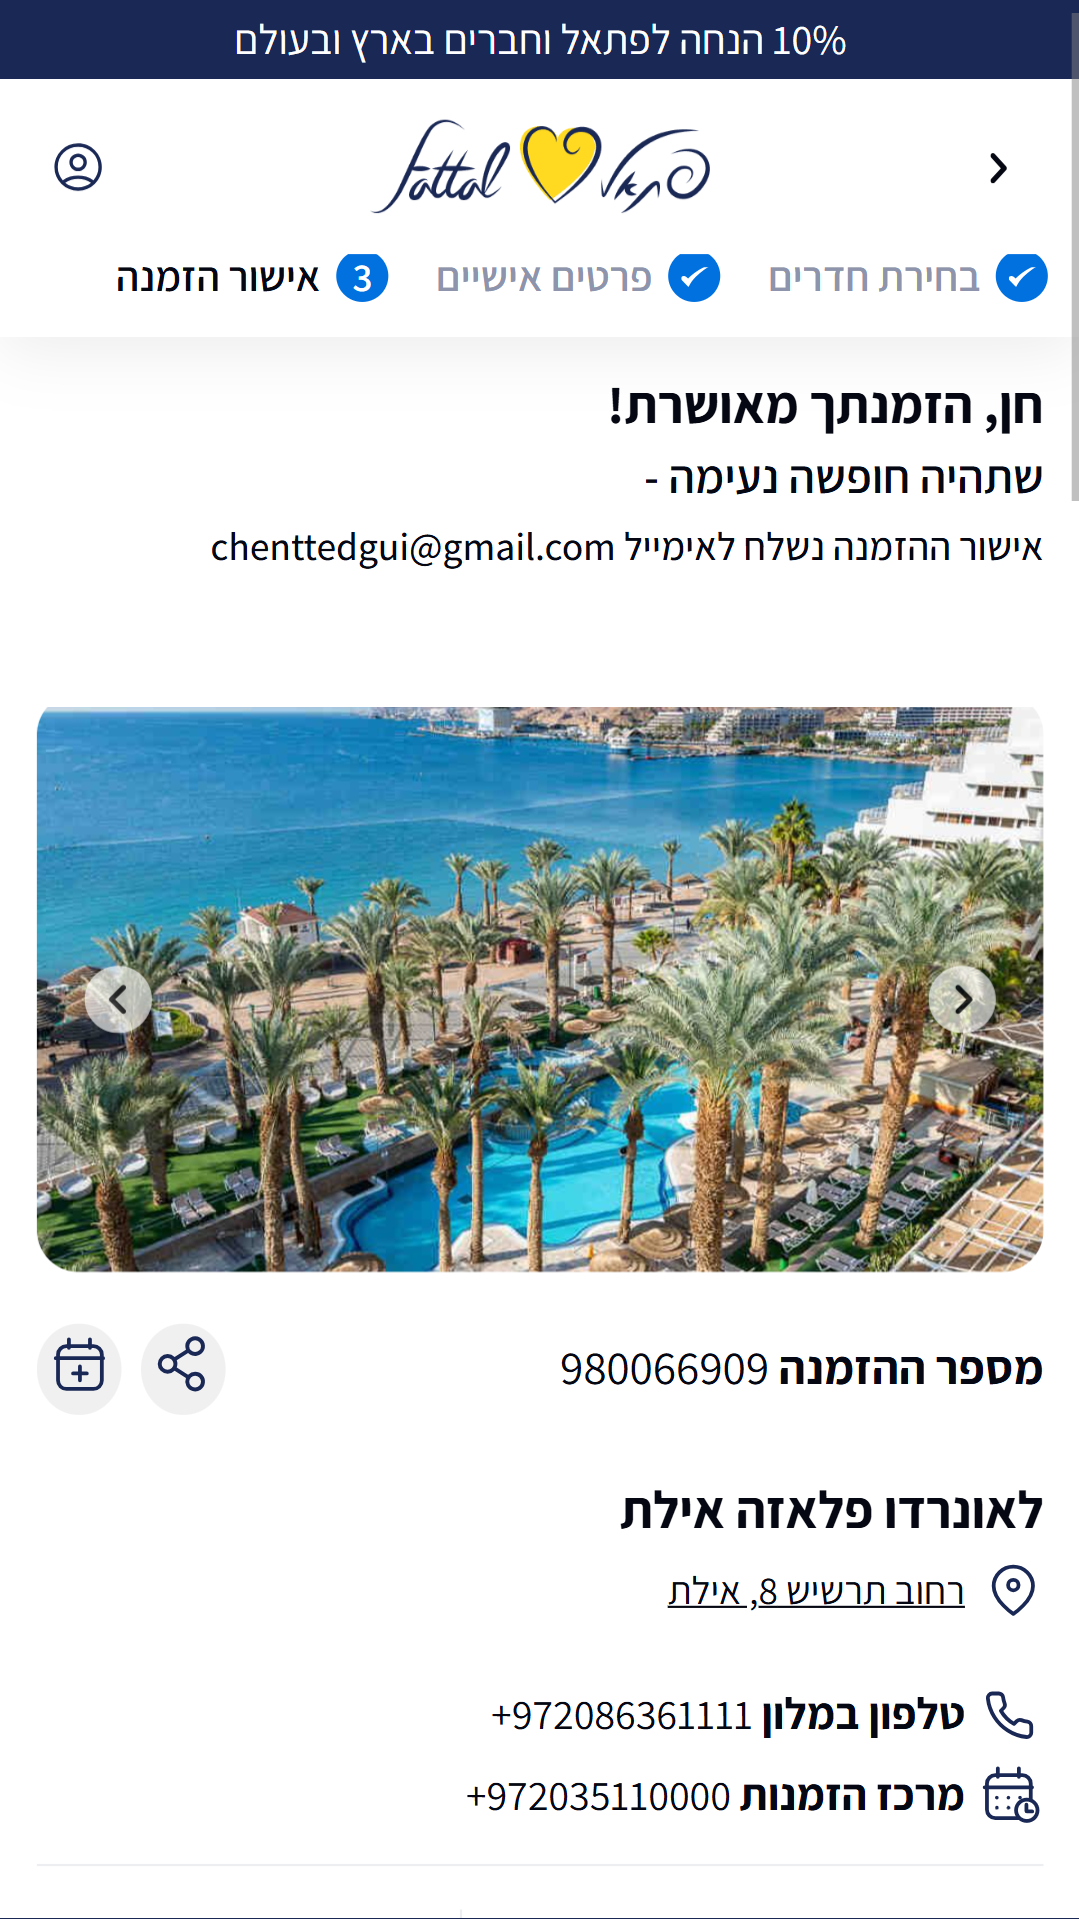 10% הנחה לפתאל וחברים בארץ ובעולם
פתאל fattal
בחירת חדרים
פרטים אישיים
3 אישור הזמנה
חן, הזמנתך מאושרת!
שתהיה חופשה נעימה -
אישור ההזמנה נשלח לאימייל chenttedgui@gmail.com
מספר ההזמנה 980066909
לאונרדו פלאזה אילת
רחוב תרשיש 8, אילת
טלפון במלון +972086361111
מרכז הזמנות +972035110000